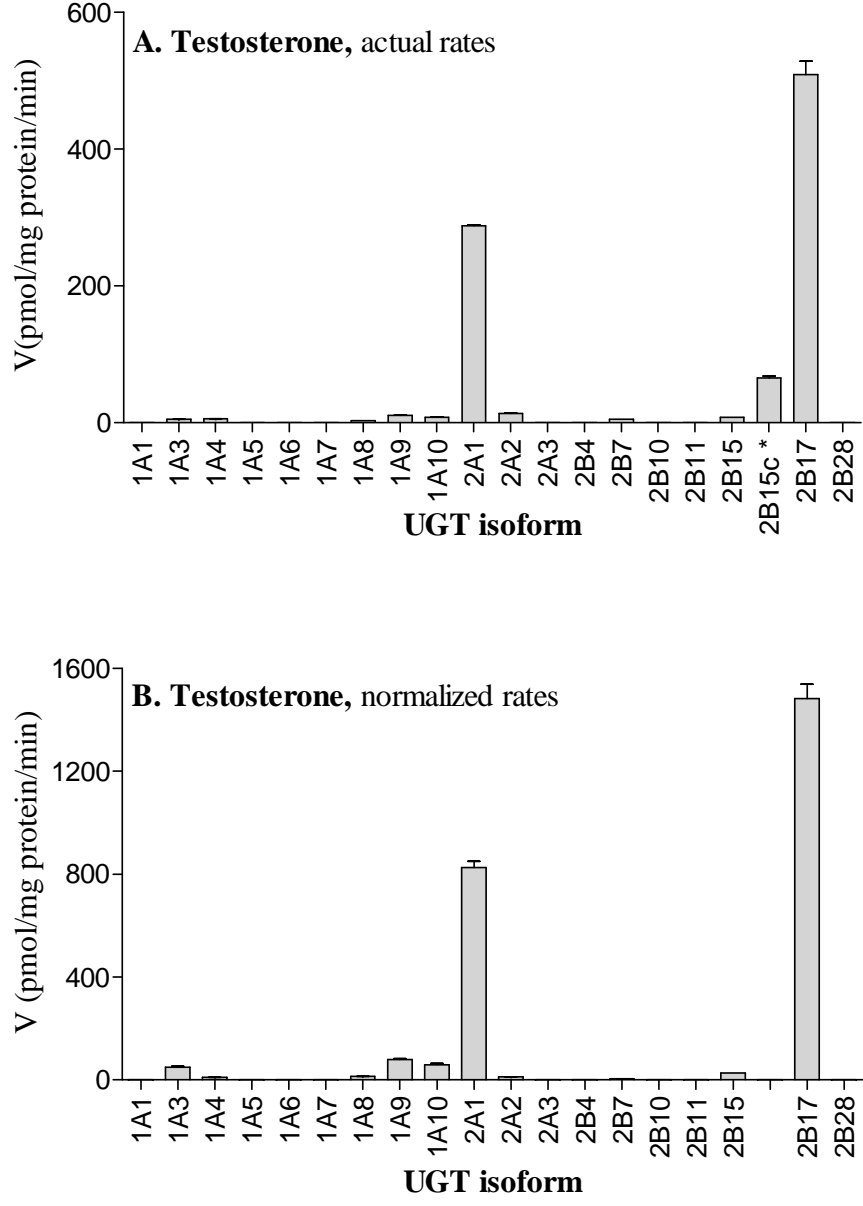 A. Testosterone, actual rates
V(pmol/mg protein/min)
600
400
200
0
1A1
1A3
1A4
1A5
1A6
1A7
1A8
1A9
1A10
2A1
2A2
2A3
2B4
2B7
2B10
2B11
2B15
2B15c *
2B17
2B28
UGT isoform
B. Testosterone, normalized rates
V (pmol/mg protein/min)
1600
1200
800
400
0
1A1
1A3
1A4
1A5
1A6
1A7
1A8
1A9
1A10
2A1
2A2
2A3
2B4
2B7
2B10
2B11
2B15
2B17
2B28
UGT isoform